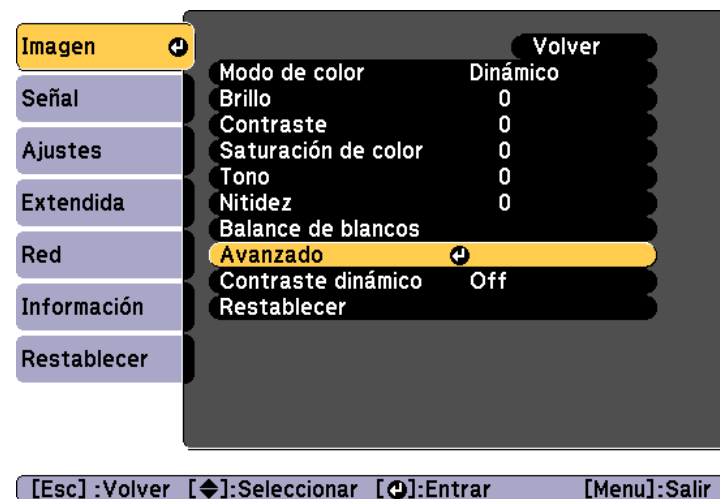 Imagen
Señal
Ajustes
Extendida
Red
Información
Restablecer
Volver
Modo de color Dinámico
Brillo 0
Contraste 0
Saturación de color 0
Tono 0
Nitidez 0
Balance de blancos
Avanzado
Contraste dinámico Off
Restablecer
[Esc] :Volver [◆]:Seleccionar [↵]:Entrar [Menu]:Salir